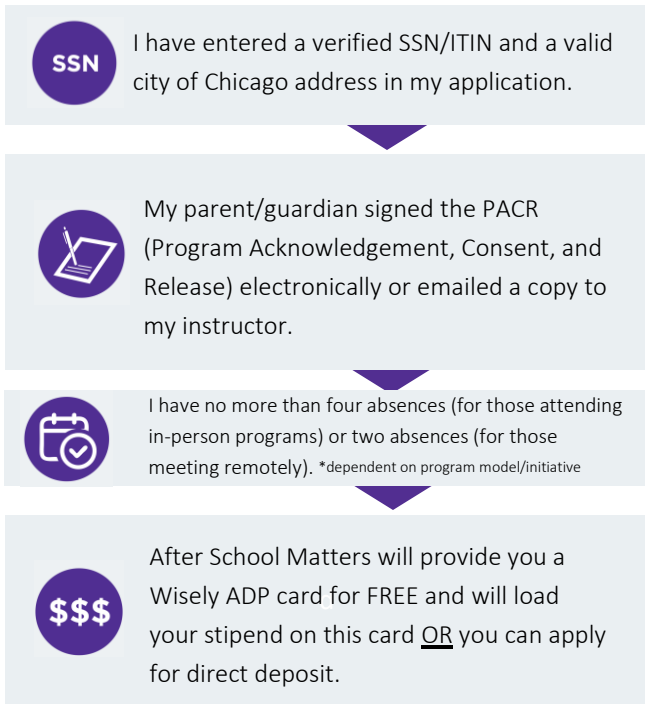 SSN
I have entered a verified SSN/ITIN and a valid
city of Chicago address in my application.
My parent/guardian signed the PACR
(Program Acknowledgement, Consent, and
Release) electronically or emailed a copy to
my instructor.
I have no more than four absences (for those attending
in-person programs) or two absences (for those
meeting remotely). *dependent on program model/initiative
$$$
After School Matters will provide you a
Wisely ADP card for FREE and will load
your stipend on this card OR you can apply
for direct deposit.